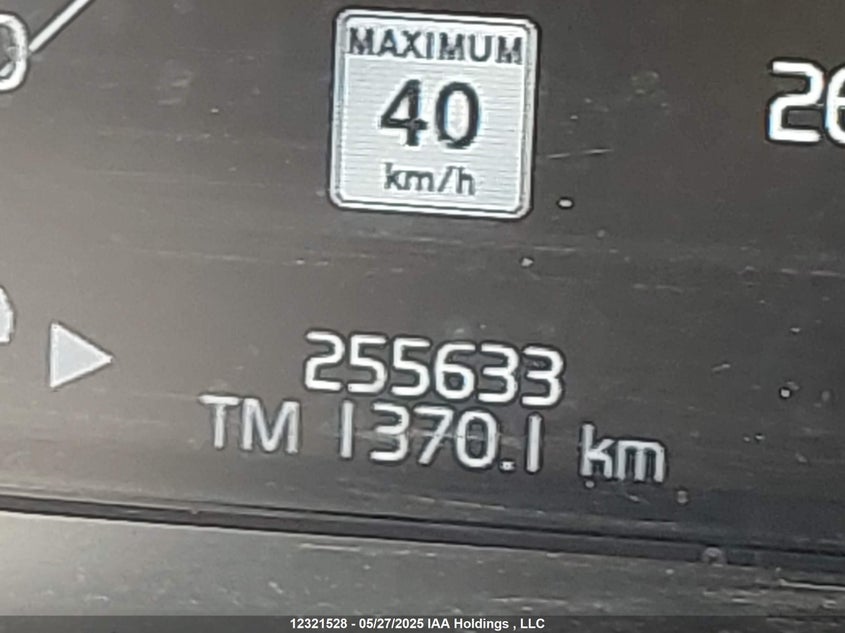 MAXIMUM
40
km/h
255633
TM 1370.1 km
12321528 - 05/27/2025 IAA Holdings , LLC